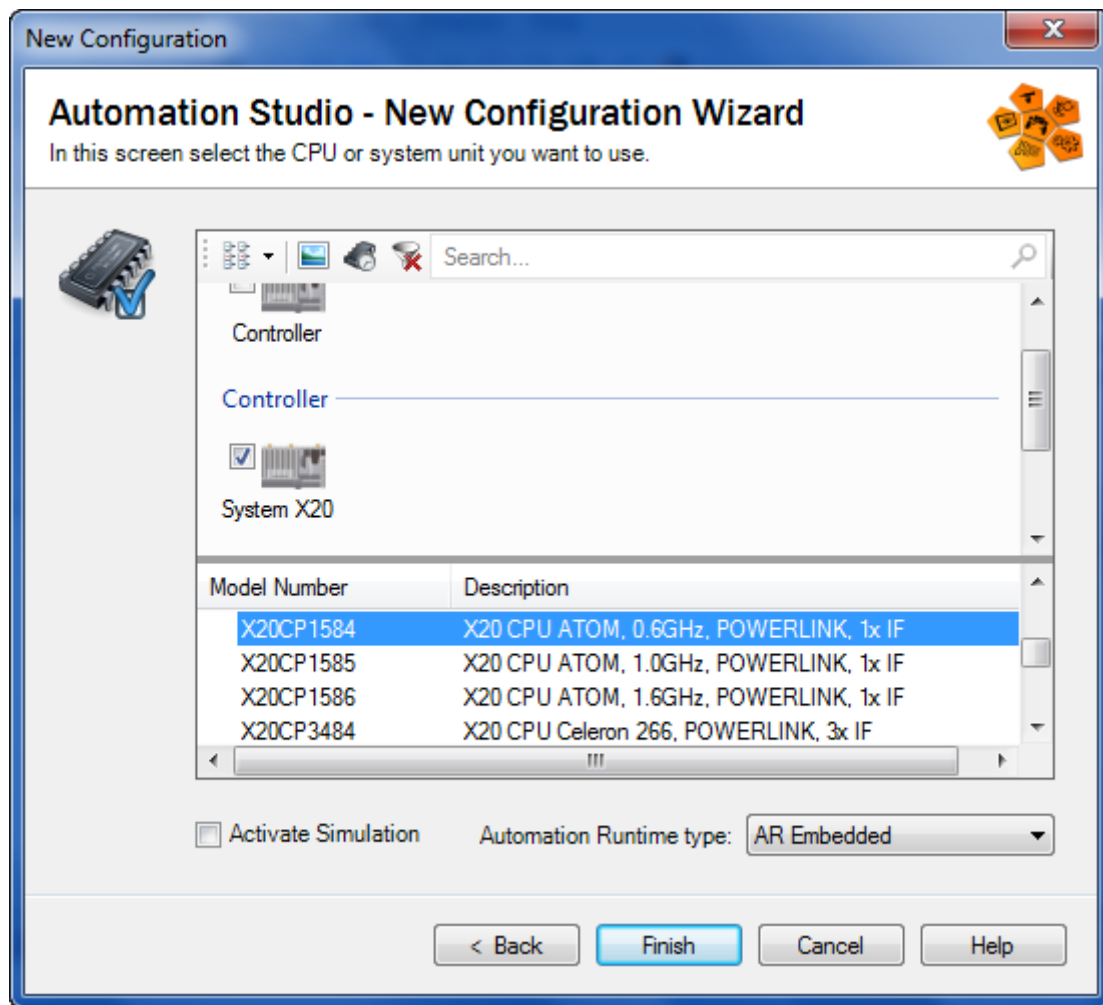 New Configuration
Automation Studio - New Configuration Wizard
In this screen select the CPU or system unit you want to use.
Search...
Controller
Controller
System X20
Model Number Description
X20CP1584 X20 CPU ATOM, 0.6GHz, POWERLINK, 1x IF
X20CP1585 X20 CPU ATOM, 1.0GHz, POWERLINK, 1x IF
X20CP1586 X20 CPU ATOM, 1.6GHz, POWERLINK, 1x IF
X20CP3484 X20 CPU Celeron 266, POWERLINK, 3x IF
Activate Simulation Automation Runtime type: AR Embedded
< Back Finish Cancel Help